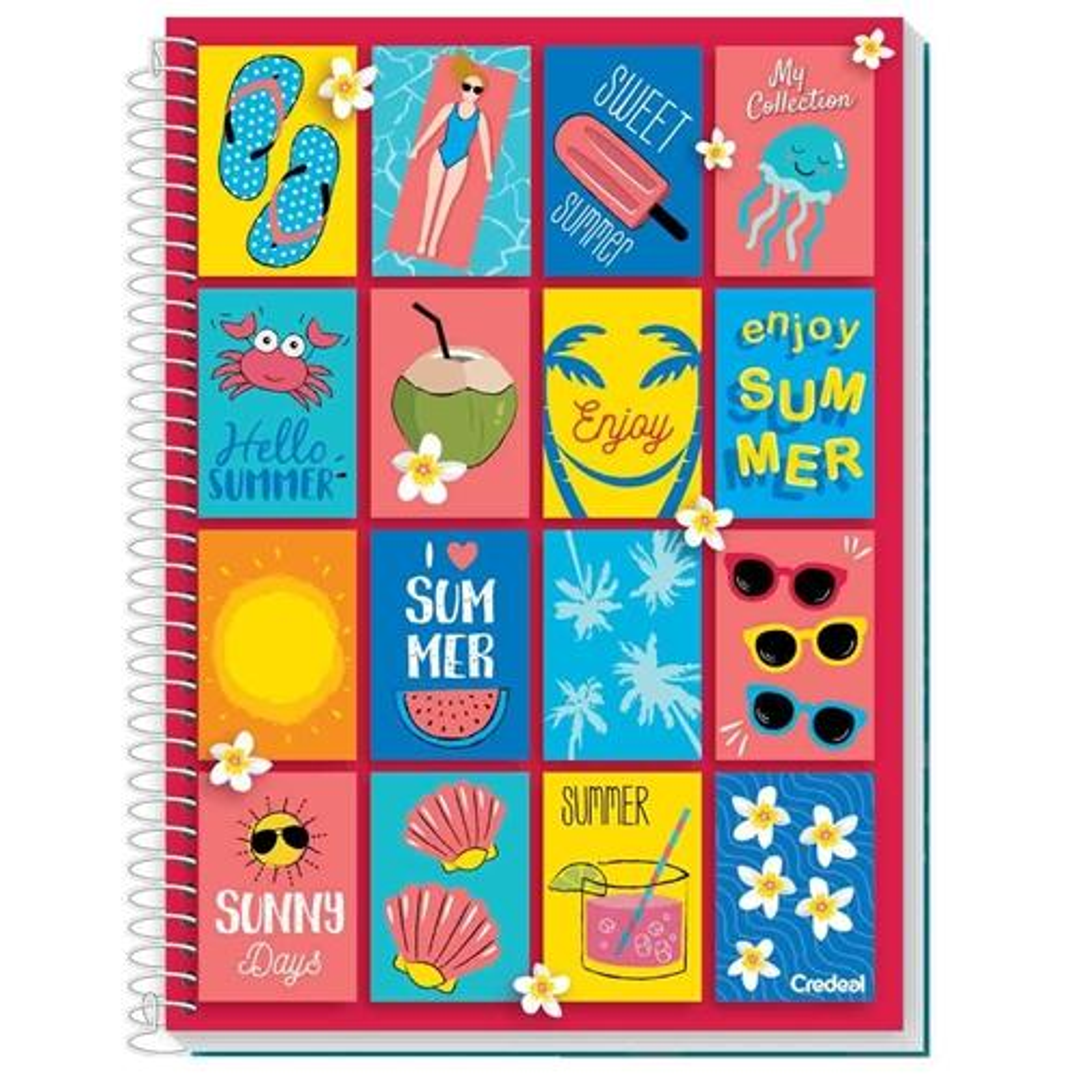 SWEET
SUMMER
My
Collection
Hello
SUMMER
Enjoy
enjoy
SUM
MER
I
SUM
MER
SUNNY
Days
SUMMER
Credeal